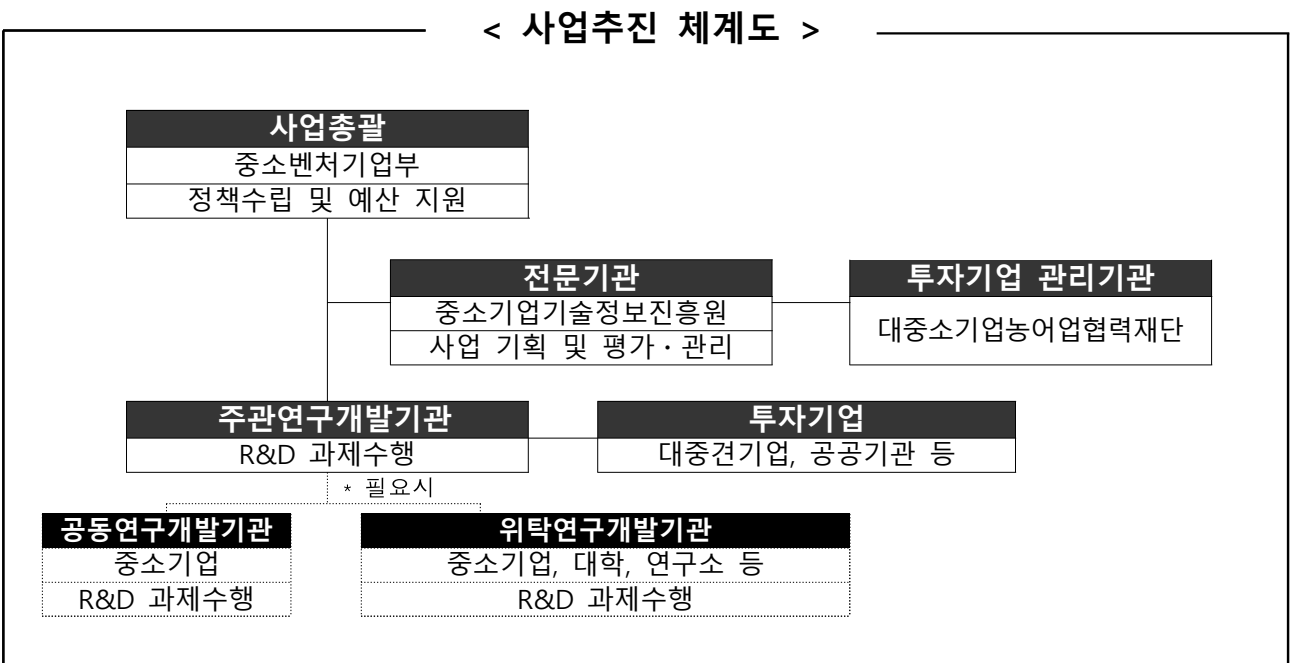 < 사업추진 체계도 >
사업총괄
중소벤처기업부
정책수립 및 예산 지원
전문기관
중소기업기술정보진흥원
사업 기획 및 평가·관리
투자기업 관리기관
대중소기업농어업협력재단
주관연구개발기관
R&D 과제수행
투자기업
대중견기업, 공공기관 등
* 필요시
공동연구개발기관
중소기업
R&D 과제수행
위탁연구개발기관
중소기업, 대학, 연구소 등
R&D 과제수행